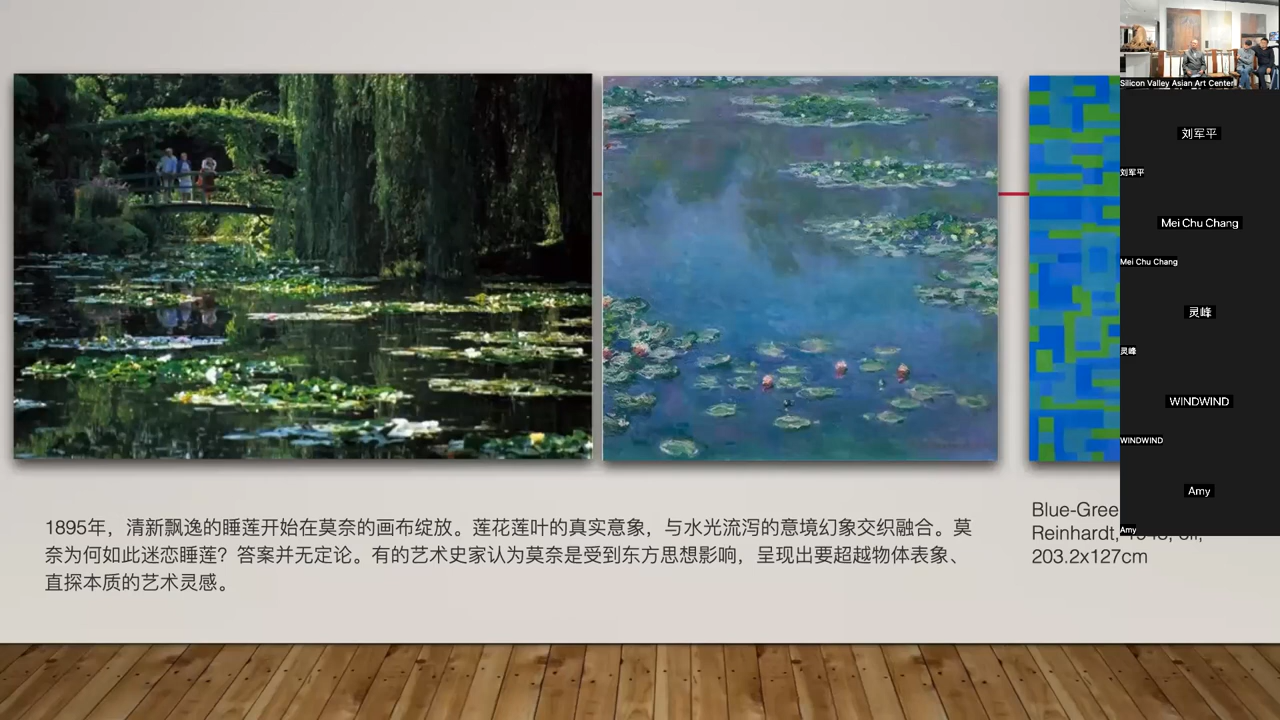 1895年，清新飘逸的睡莲开始在莫奈的画布绽放。莲花莲叶的真实意象，与水光流泻的意境幻象交织融合。莫
奈为何如此迷恋睡莲？答案并无定论。有的艺术史家认为莫奈是受到东方思想影响，呈现出要超越物体表象、
直探本质的艺术灵感。
Blue-Gree
Reinhardt,
203.2x127cm
Silicon Valley Asian Art Center
刘军平
刘军平
Mei Chu Chang
Mei Chu Chang
灵峰
灵峰
WINDWIND
WINDWIND
Amy
Amy